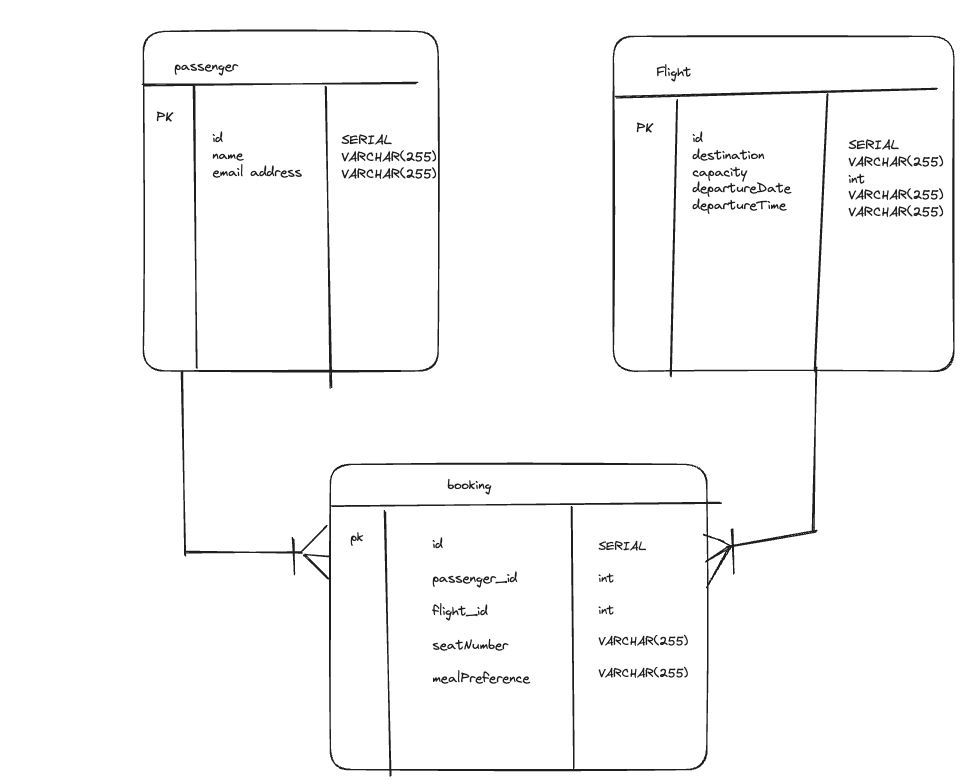 passenger
PK
id
name
email address
SERIAL
VARCHAR(255)
VARCHAR(255)
Flight
PK
id
destination
capacity
departureDate
departureTime
SERIAL
VARCHAR(255)
int
VARCHAR(255)
VARCHAR(255)
booking
pk
id
SERIAL
passenger_id
int
flight_id
int
seatNumber
VARCHAR(255)
mealPreference
VARCHAR(255)